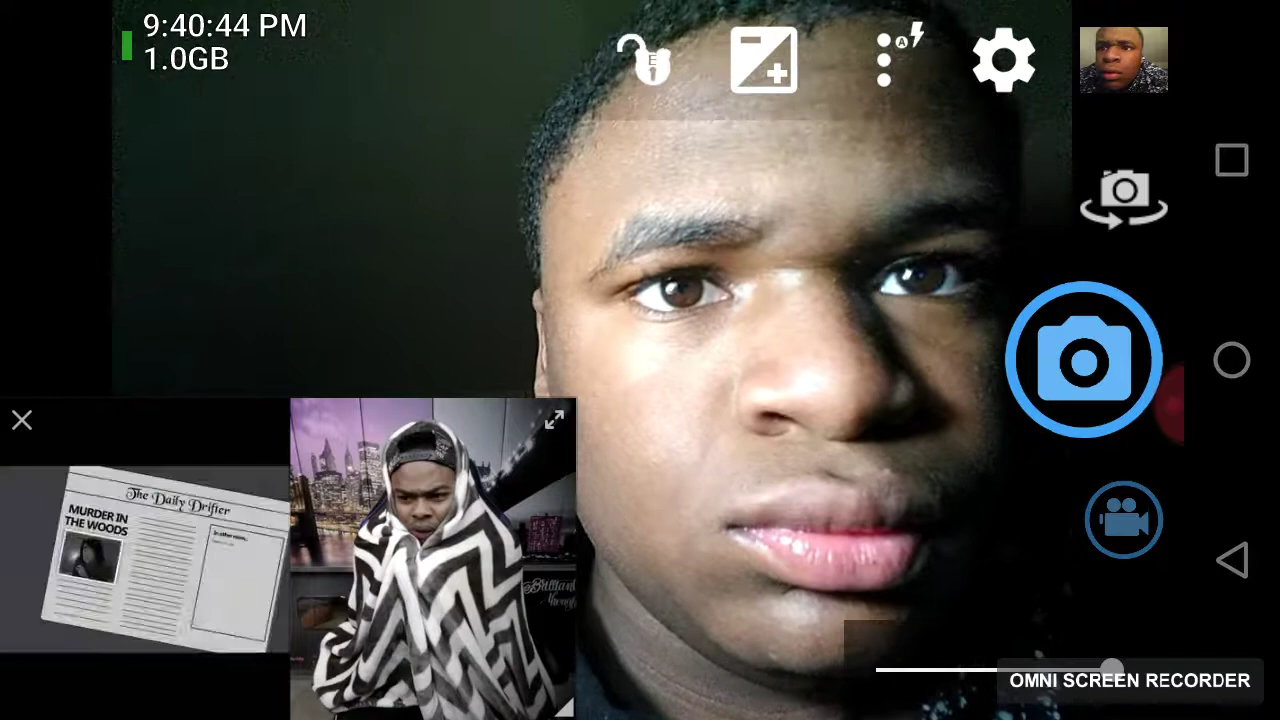 9:40:44 PM
1.0GB
E
A
The Daily Drifter
MURDER IN
THE WOODS
In other news..
Brilliant
OMNI SCREEN RECORDER